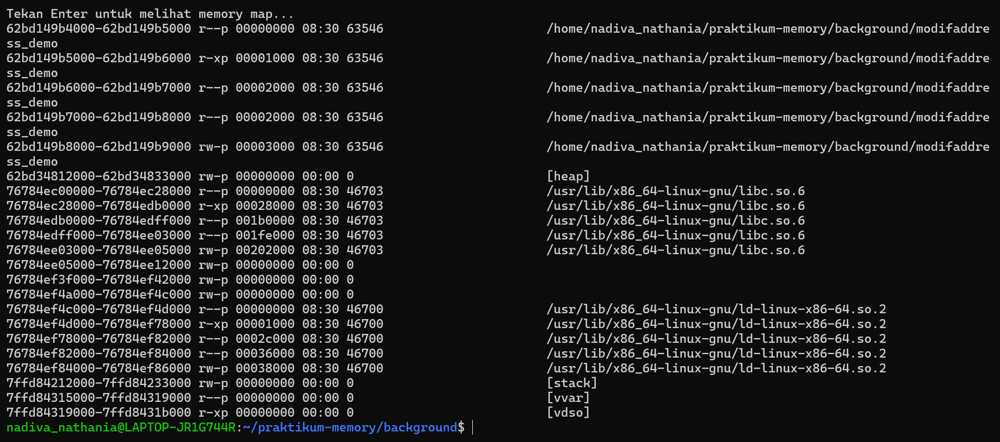 Tekan Enter untuk melihat memory map...
62bd149b4000-62bd149b5000 r--p 00000000 08:30 63546                      /home/nadiva_nathania/praktikum-memory/background/modifaddre
ss_demo
62bd149b5000-62bd149b6000 r-xp 00001000 08:30 63546                      /home/nadiva_nathania/praktikum-memory/background/modifaddre
ss_demo
62bd149b6000-62bd149b7000 r--p 00002000 08:30 63546                      /home/nadiva_nathania/praktikum-memory/background/modifaddre
ss_demo
62bd149b7000-62bd149b8000 r--p 00002000 08:30 63546                      /home/nadiva_nathania/praktikum-memory/background/modifaddre
ss_demo
62bd149b8000-62bd149b9000 rw-p 00003000 08:30 63546                      /home/nadiva_nathania/praktikum-memory/background/modifaddre
ss_demo
62bd34812000-62bd34833000 rw-p 00000000 00:00 0                          [heap]
76784ec00000-76784ec28000 r--p 00000000 08:30 46703                      /usr/lib/x86_64-linux-gnu/libc.so.6
76784ec28000-76784edb0000 r-xp 00028000 08:30 46703                      /usr/lib/x86_64-linux-gnu/libc.so.6
76784edb0000-76784edff000 r--p 001b0000 08:30 46703                      /usr/lib/x86_64-linux-gnu/libc.so.6
76784edff000-76784ee03000 r--p 001fe000 08:30 46703                      /usr/lib/x86_64-linux-gnu/libc.so.6
76784ee03000-76784ee05000 rw-p 00202000 08:30 46703                      /usr/lib/x86_64-linux-gnu/libc.so.6
76784ee05000-76784ee12000 rw-p 00000000 00:00 0
76784ef3f000-76784ef42000 rw-p 00000000 00:00 0
76784ef4a000-76784ef4c000 rw-p 00000000 00:00 0
76784ef4c000-76784ef4d000 r--p 00000000 08:30 46700                      /usr/lib/x86_64-linux-gnu/ld-linux-x86-64.so.2
76784ef4d000-76784ef78000 r-xp 00001000 08:30 46700                      /usr/lib/x86_64-linux-gnu/ld-linux-x86-64.so.2
76784ef78000-76784ef82000 r--p 0002c000 08:30 46700                      /usr/lib/x86_64-linux-gnu/ld-linux-x86-64.so.2
76784ef82000-76784ef84000 r--p 00036000 08:30 46700                      /usr/lib/x86_64-linux-gnu/ld-linux-x86-64.so.2
76784ef84000-76784ef86000 rw-p 00038000 08:30 46700                      /usr/lib/x86_64-linux-gnu/ld-linux-x86-64.so.2
7ffd84212000-7ffd84233000 rw-p 00000000 00:00 0                          [stack]
7ffd84315000-7ffd84319000 r--p 00000000 00:00 0                          [vvar]
7ffd84319000-7ffd8431b000 r-xp 00000000 00:00 0                          [vdso]
nadiva_nathania@LAPTOP-JR1G744R:~/praktikum-memory/background$